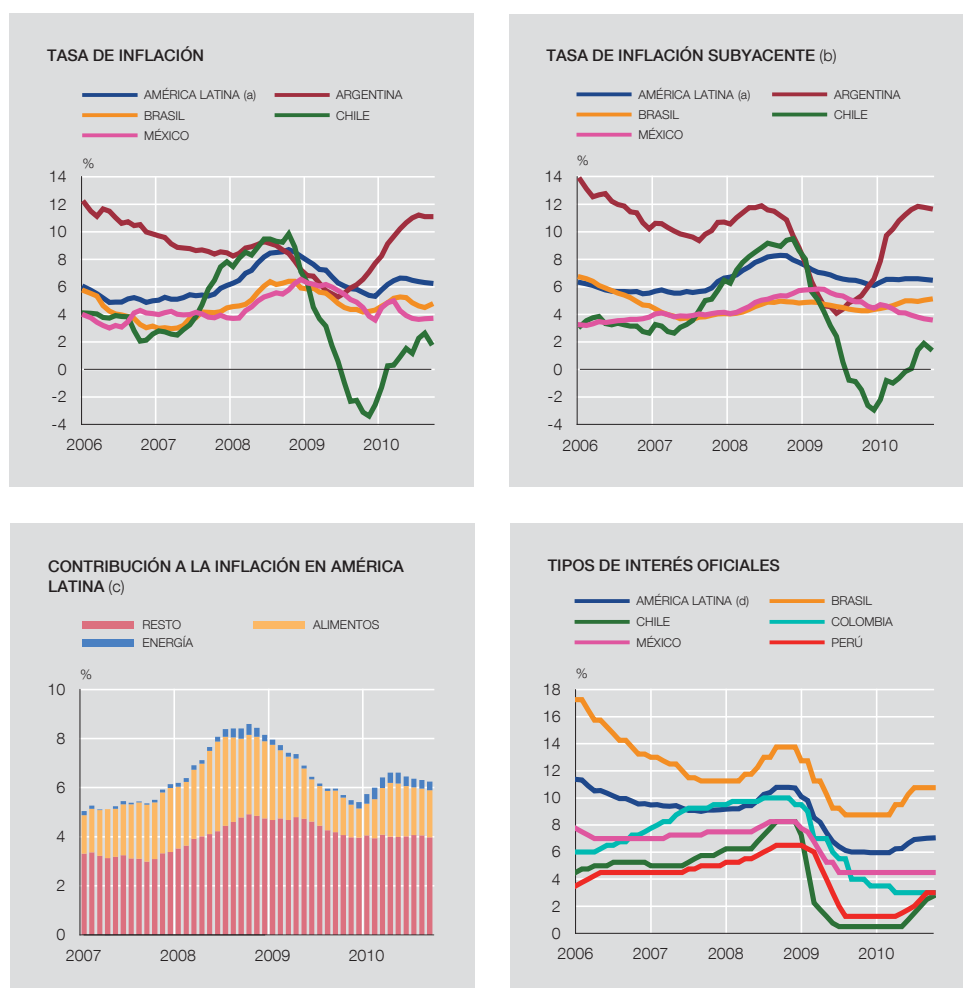 TASA DE INFLACIÓN
AMÉRICA LATINA (a) ARGENTINA
BRASIL CHILE
MÉXICO
%
14
12
10
8
6
4
2
0
-2
-4
2006 2007 2008 2009 2010
TASA DE INFLACIÓN SUBYACENTE (b)
AMÉRICA LATINA (a) ARGENTINA
BRASIL CHILE
MÉXICO
%
14
12
10
8
6
4
2
0
-2
-4
2006 2007 2008 2009 2010
CONTRIBUCIÓN A LA INFLACIÓN EN AMÉRICA
LATINA (c)
RESTO ALIMENTOS
ENERGÍA
%
10
8
6
4
2
0
2007 2008 2009 2010
TIPOS DE INTERÉS OFICIALES
AMÉRICA LATINA (d) BRASIL
CHILE COLOMBIA
MÉXICO PERÚ
%
18
16
14
12
10
8
6
4
2
0
2006 2007 2008 2009 2010